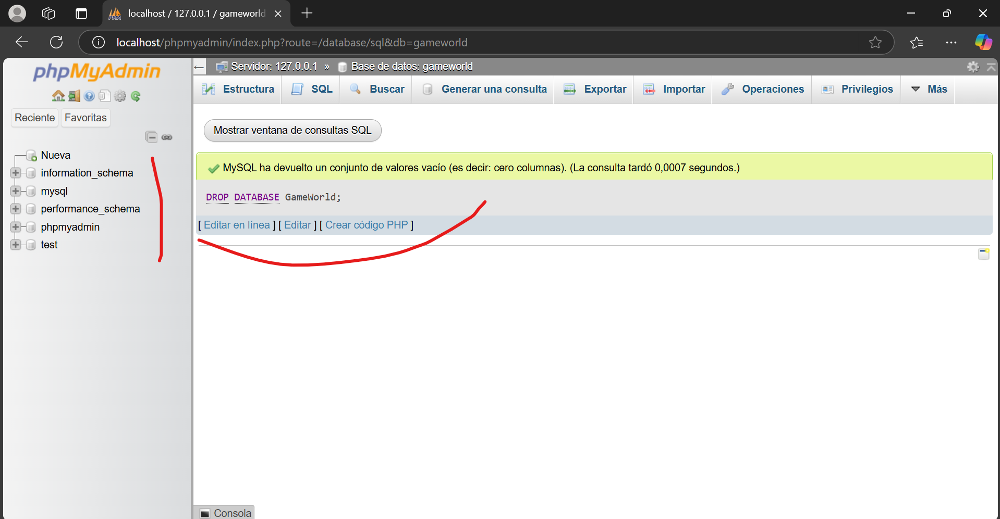 localhost / 127.0.0.1 / gameworld
localhost/phpmyadmin/index.php?route=/database/sql&db=gameworld
phpMyAdmin
Reciente Favoritas
Nueva
information_schema
mysql
performance_schema
phpmyadmin
test
Servidor: 127.0.0.1 » Base de datos: gameworld
Estructura SQL Buscar Generar una consulta Exportar Importar Operaciones Privilegios Más
Mostrar ventana de consultas SQL
MySQL ha devuelto un conjunto de valores vacío (es decir: cero columnas). (La consulta tardó 0,0007 segundos.)
DROP DATABASE GameWorld;
[ Editar en línea ] [ Editar ] [ Crear código PHP ]
Consola